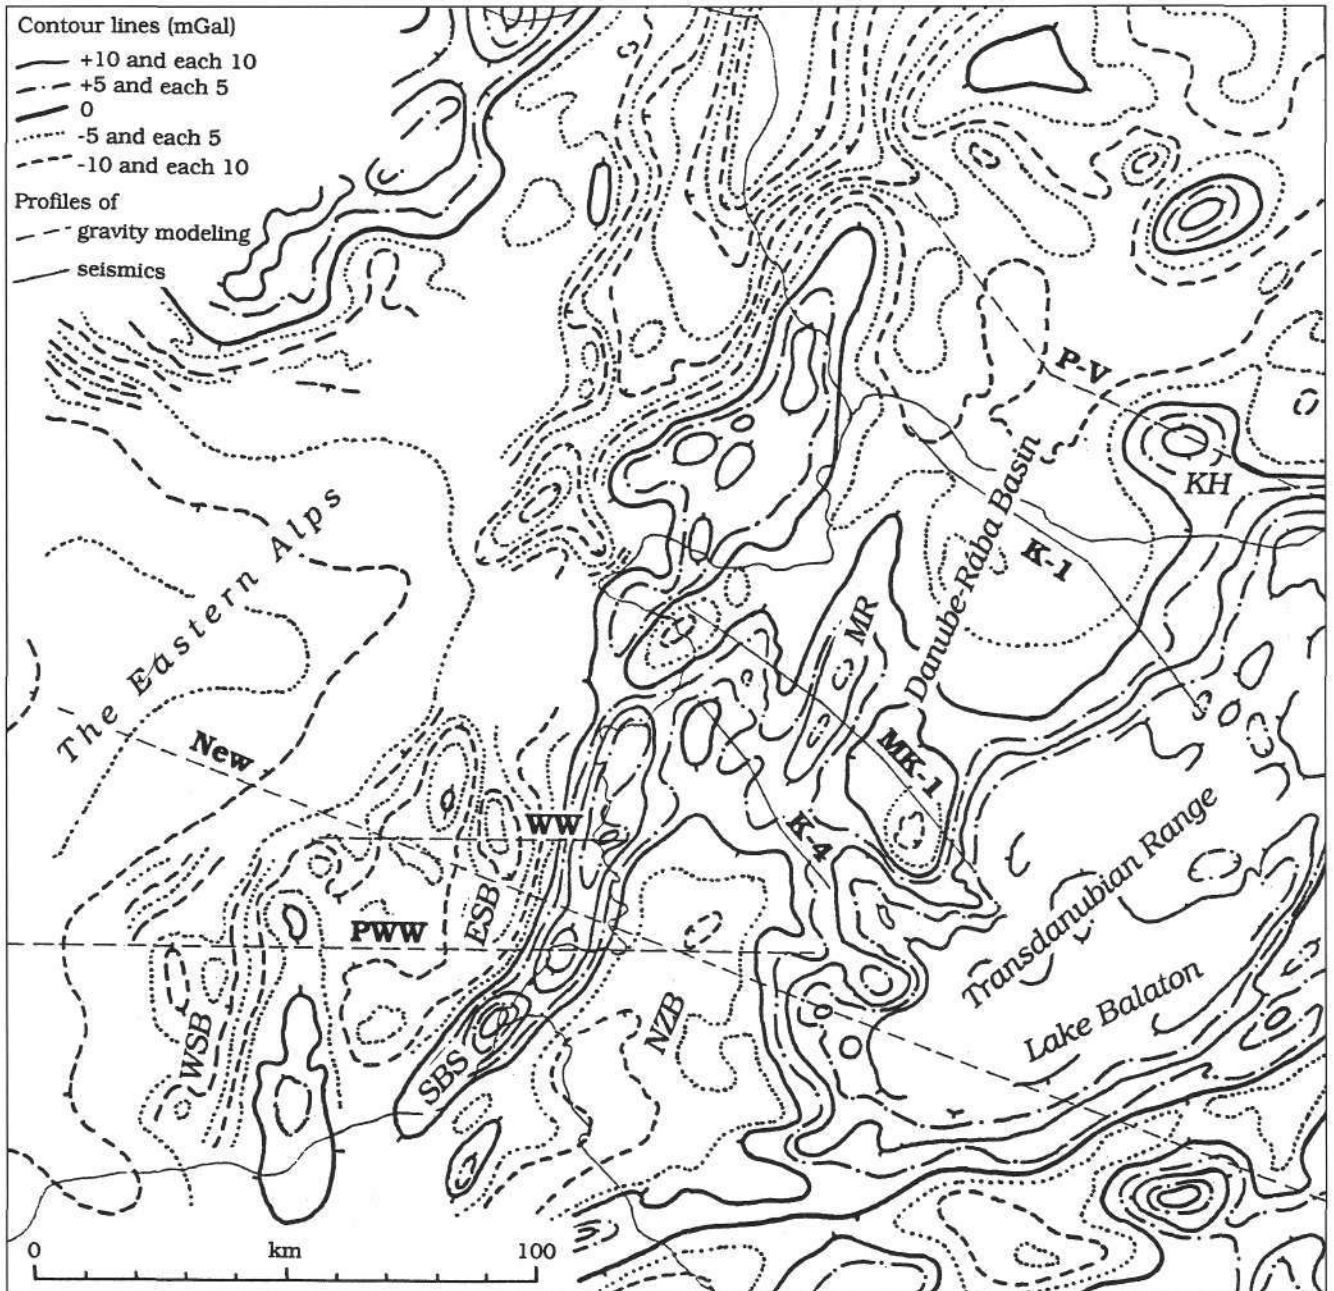 Contour lines (mGal)
+10 and each 10
+5 and each 5
0
-5 and each 5
-10 and each 10
Profiles of
gravity modeling
seismics
The Eastern Alps
P-V
KH
Danube-Raba Basin
K-1
MR
New
MK-1
WW
K-4
ESB
PWW
Transdanubian Range
Lake Balaton
NZB
WSB
SBS
0 km 100